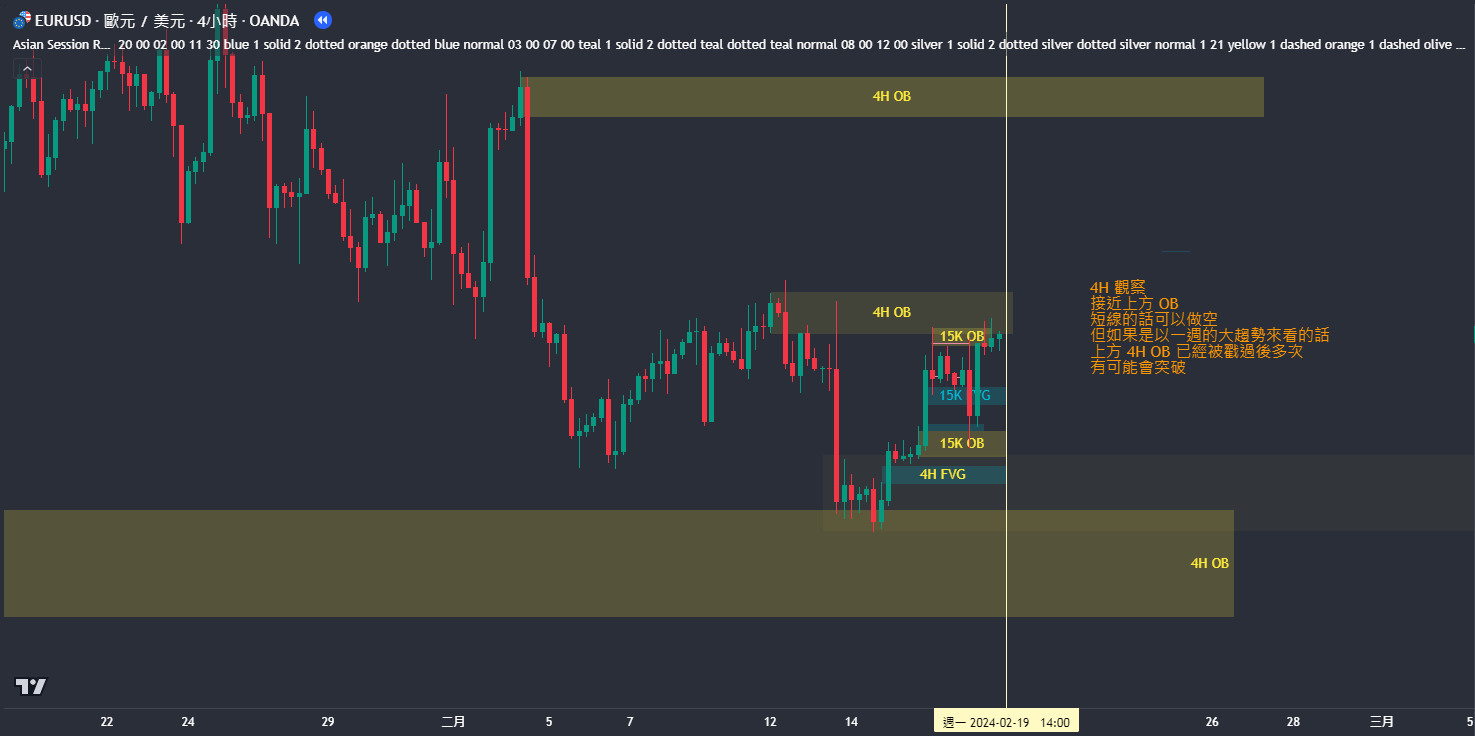 EURUSD · 歐元 / 美元 · 4小時 · OANDA
Asian Session R... 20 00 02 00 11 30 blue 1 solid 2 dotted orange dotted blue normal 03 00 07 00 teal 1 solid 2 dotted teal dotted teal normal 08 00 12 00 silver 1 solid 2 dotted silver dotted silver normal 1 21 yellow 1 dashed orange 1 dashed olive ...
4H OB
4H OB
15K OB
4H 觀察
接近上方 OB
短線的話可以做空
但如果是以一週的大趨勢來看的話
上方 4H OB 已經被戳過後多次
有可能會突破
15K VG
15K OB
4H FVG
4H OB
22 24 29 二月 5 7 12 14 週一 2024-02-19 14:00 26 28 三月 5